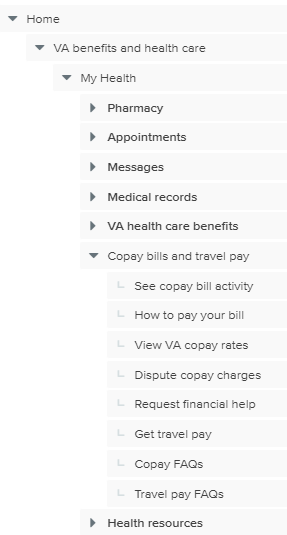 Home
VA benefits and health care
My Health
Pharmacy
Appointments
Messages
Medical records
VA health care benefits
Copay bills and travel pay
See copay bill activity
How to pay your bill
View VA copay rates
Dispute copay charges
Request financial help
Get travel pay
Copay FAQs
Travel pay FAQs
Health resources